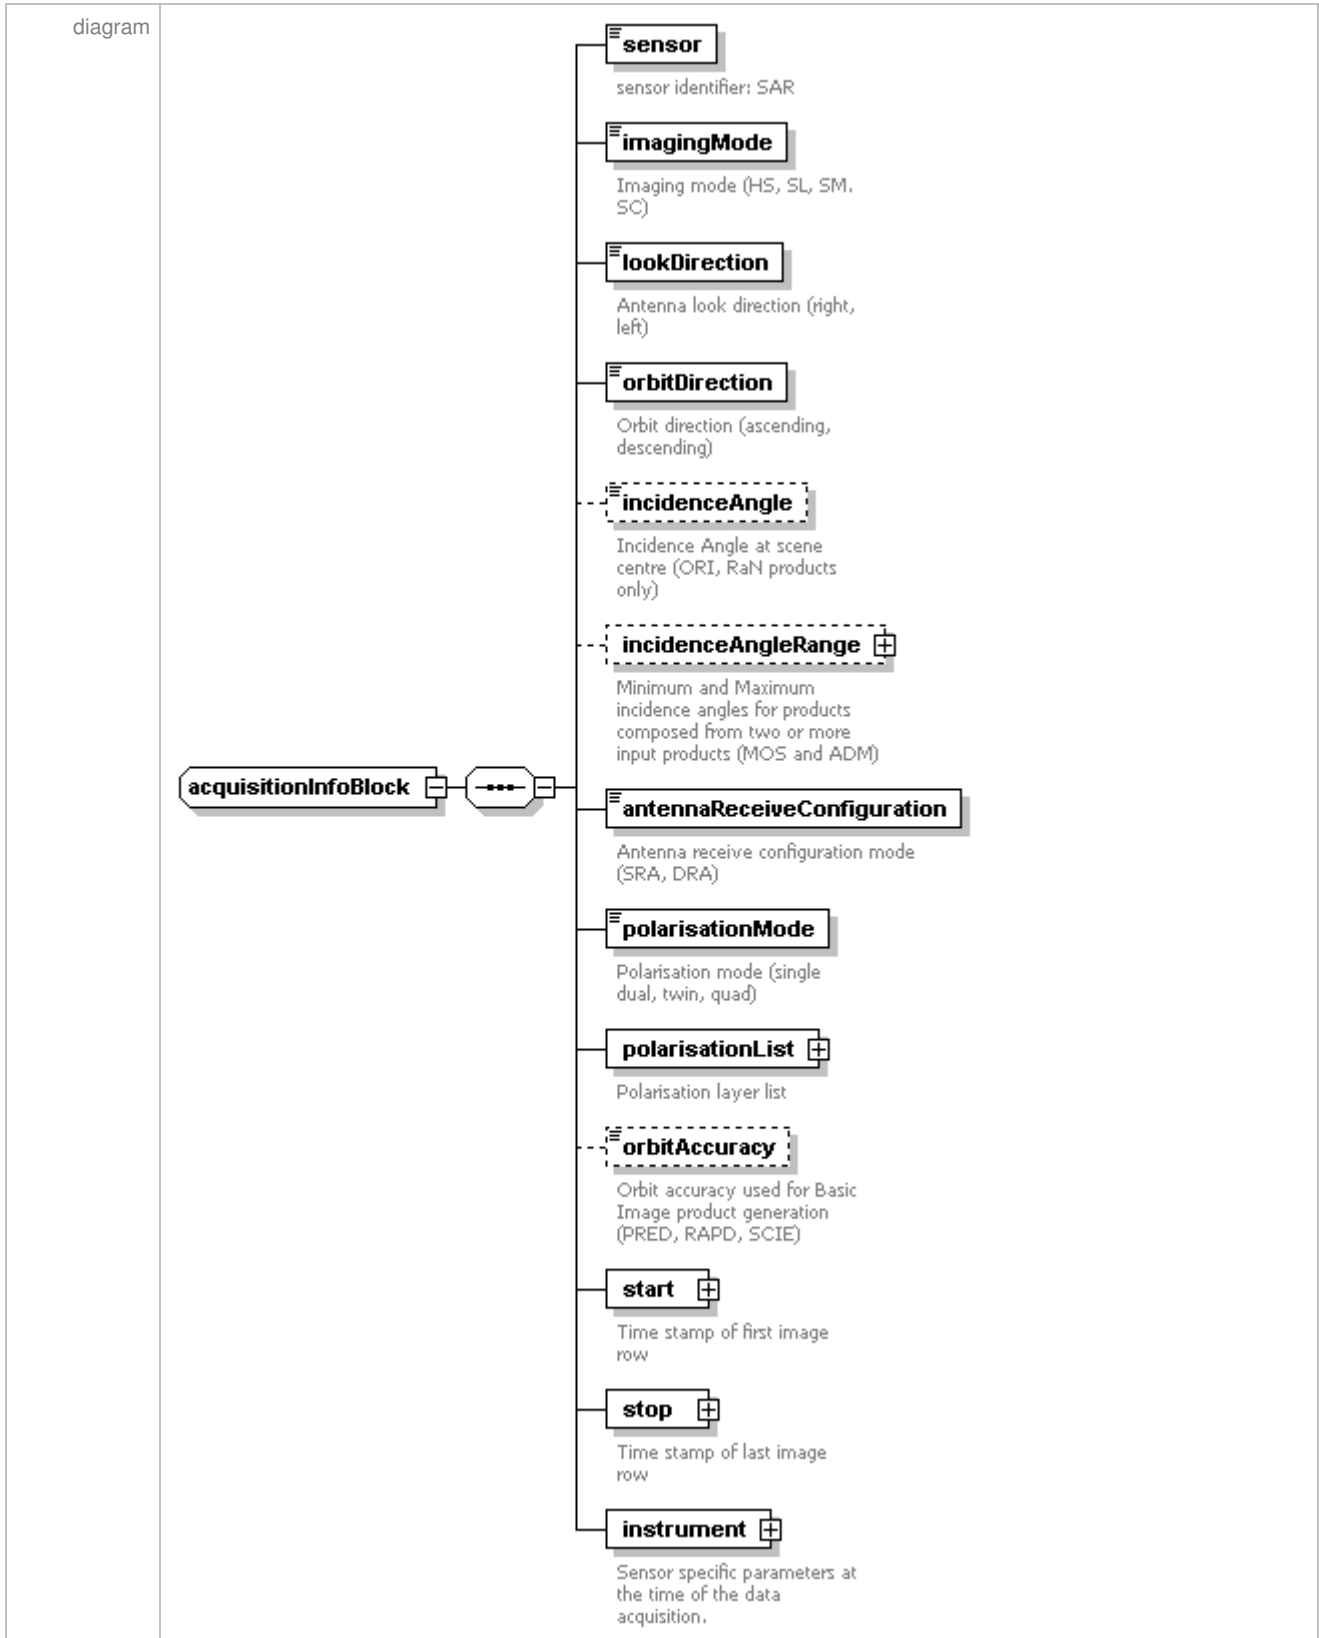 diagram
sensor
sensor identifier: SAR
imagingMode
Imaging mode (HS, SL, SM.
SC)
lookDirection
Antenna look direction (right,
left)
orbitDirection
Orbit direction (ascending,
descending)
incidenceAngle
Incidence Angle at scene
centre (ORI, RaN products
only)
incidenceAngleRange
Minimum and Maximum
incidence angles for products
composed from two or more
input products (MOS and ADM)
acquisitionInfoBlock
antennaReceiveConfiguration
Antenna receive configuration mode
(SRA, DRA)
polarisationMode
Polarisation mode (single
dual, twin, quad)
polarisationList
Polarisation layer list
orbitAccuracy
Orbit accuracy used for Basic
Image product generation
(PRED, RAPD, SCIE)
start
Time stamp of first image
row
stop
Time stamp of last image
row
instrument
Sensor specific parameters at
the time of the data
acquisition.